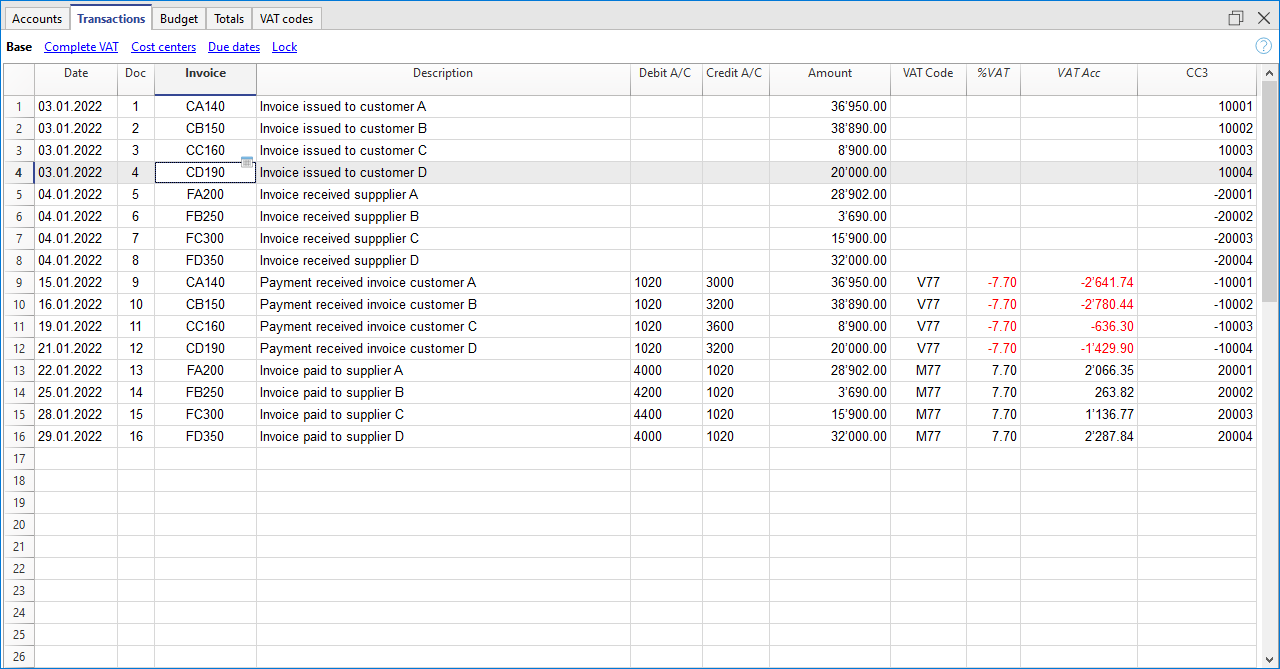 Accounts Transactions Budget Totals VAT codes
Base Complete VAT Cost centers Due dates Lock
Date Doc Invoice Description Debit A/C Credit A/C Amount VAT Code %VAT VAT Acc CC3
1 03.01.2022 1 CA140 Invoice issued to customer A 36'950.00 10001
2 03.01.2022 2 CB150 Invoice issued to customer B 38'890.00 10002
3 03.01.2022 3 CC160 Invoice issued to customer C 8'900.00 10003
4 03.01.2022 4 CD190 Invoice issued to customer D 20'000.00 10004
5 04.01.2022 5 FA200 Invoice received suppplier A 28'902.00 -20001
6 04.01.2022 6 FB250 Invoice received suppplier B 3'690.00 -20002
7 04.01.2022 7 FC300 Invoice received suppplier C 15'900.00 -20003
8 04.01.2022 8 FD350 Invoice received suppplier D 32'000.00 -20004
9 15.01.2022 9 CA140 Payment received invoice customer A 1020 3000 36'950.00 V77 -7.70 -2'641.74 -10001
10 16.01.2022 10 CB150 Payment received invoice customer B 1020 3200 38'890.00 V77 -7.70 -2'780.44 -10002
11 19.01.2022 11 CC160 Payment received invoice customer C 1020 3600 8'900.00 V77 -7.70 -636.30 -10003
12 21.01.2022 12 CD190 Payment received invoice customer D 1020 3200 20'000.00 V77 -7.70 -1'429.90 -10004
13 22.01.2022 13 FA200 Invoice paid to supplier A 4000 1020 28'902.00 M77 7.70 2'066.35 20001
14 25.01.2022 14 FB250 Invoice paid to supplier B 4200 1020 3'690.00 M77 7.70 263.82 20002
15 28.01.2022 15 FC300 Invoice paid to supplier C 4400 1020 15'900.00 M77 7.70 1'136.77 20003
16 29.01.2022 16 FD350 Invoice paid to supplier D 4000 1020 32'000.00 M77 7.70 2'287.84 20004
17
18
19
20
21
22
23
24
25
26